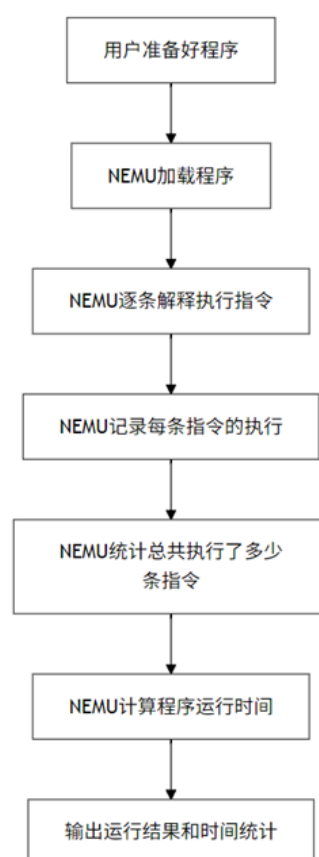 用户准备好程序
NEMU加载程序
NEMU逐条解释执行指令
NEMU记录每条指令的执行
NEMU统计总共执行了多少
条指令
NEMU计算程序运行时间
输出运行结果和时间统计